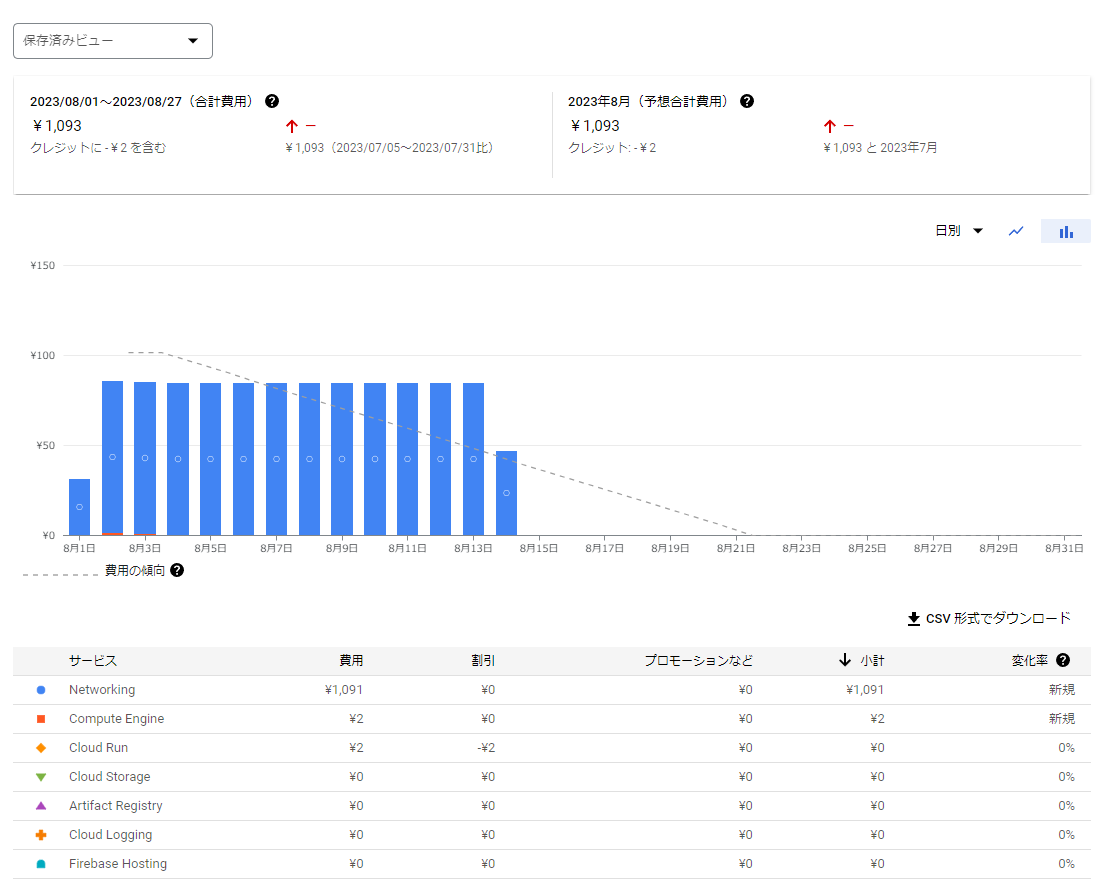 保存済みビュー
2023/08/01～2023/08/27（合計費用）
￥1,093
—
クレジットに -￥2 を含む
￥1,093（2023/07/05～2023/07/31比）
2023年8月（予想合計費用）
￥1,093
—
クレジット: -￥2
￥1,093 と 2023年7月
日別
¥150
¥100
¥50
¥0
8月1日 8月3日 8月5日 8月7日 8月9日 8月11日 8月13日 8月15日 8月17日 8月19日 8月21日 8月23日 8月25日 8月27日 8月29日 8月31日
費用の傾向
CSV 形式でダウンロード
サービス 費用 割引 プロモーションなど 小計 変化率
Networking ¥1,091 ¥0 ¥0 ¥1,091 新規
Compute Engine ¥2 ¥0 ¥0 ¥2 新規
Cloud Run ¥2 -¥2 ¥0 ¥0 0%
Cloud Storage ¥0 ¥0 ¥0 ¥0 0%
Artifact Registry ¥0 ¥0 ¥0 ¥0 0%
Cloud Logging ¥0 ¥0 ¥0 ¥0 0%
Firebase Hosting ¥0 ¥0 ¥0 ¥0 0%